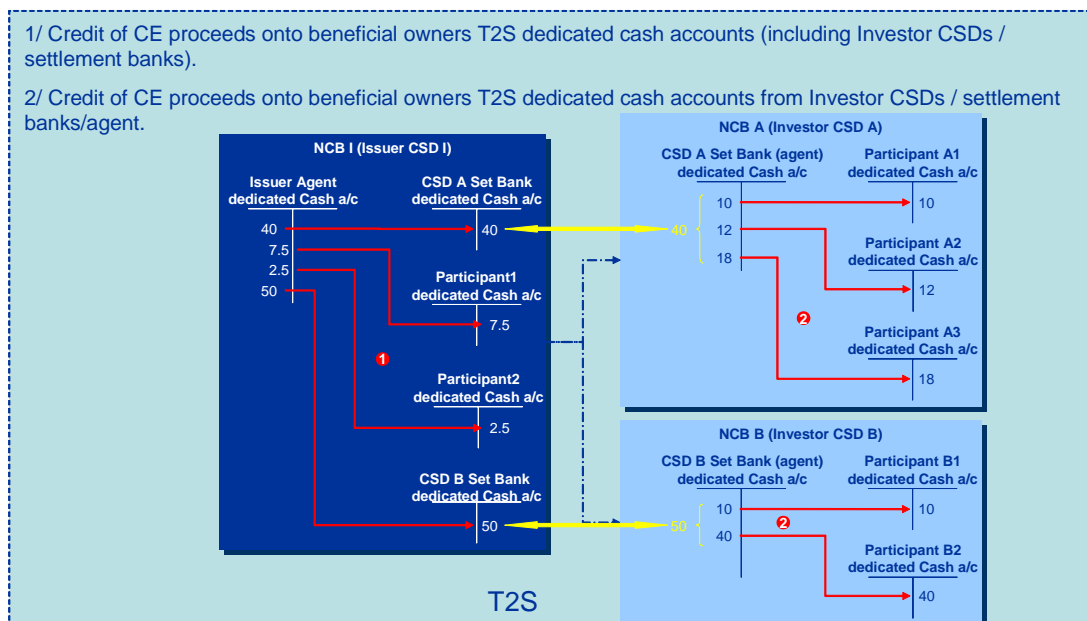 1/ Credit of CE proceeds onto beneficial owners T2S dedicated cash accounts (including Investor CSDs /
settlement banks).
2/ Credit of CE proceeds onto beneficial owners T2S dedicated cash accounts from Investor CSDs / settlement
banks/agent.
NCB I (Issuer CSD I)
Issuer Agent
dedicated Cash a/c
40
7.5
2.5
50
CSD A Set Bank
dedicated Cash a/c
40
Participant1
dedicated Cash a/c
7.5
1
Participant2
dedicated Cash a/c
2.5
CSD B Set Bank
dedicated Cash a/c
50
NCB A (Investor CSD A)
CSD A Set Bank (agent)
dedicated Cash a/c
40
10
12
18
Participant A1
dedicated Cash a/c
10
Participant A2
dedicated Cash a/c
12
2
Participant A3
dedicated Cash a/c
18
NCB B (Investor CSD B)
CSD B Set Bank (agent)
dedicated Cash a/c
50
10
40
2
Participant B1
dedicated Cash a/c
10
Participant B2
dedicated Cash a/c
40
T2S